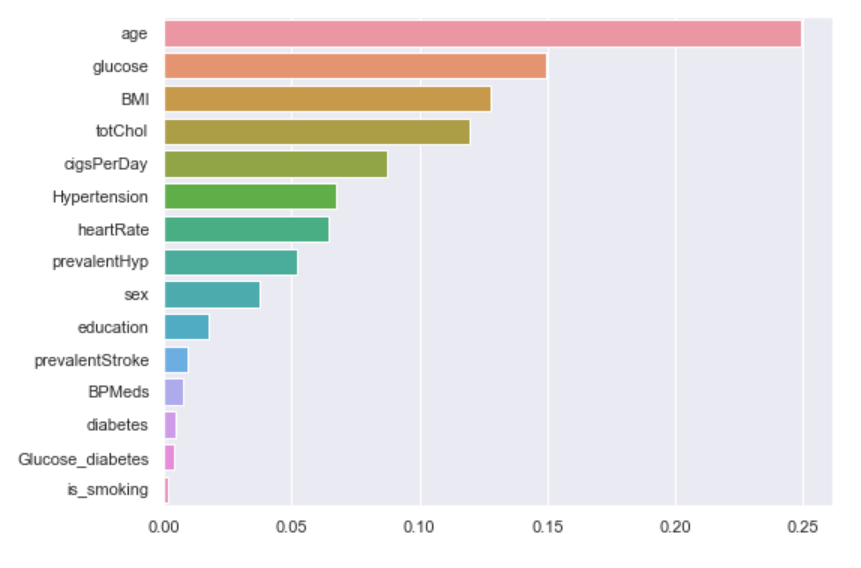 age
glucose
BMI
totChol
cigsPerDay
Hypertension
heartRate
prevalentHyp
sex
education
prevalentStroke
BPMeds
diabetes
Glucose_diabetes
is_smoking
0.00 0.05 0.10 0.15 0.20 0.25